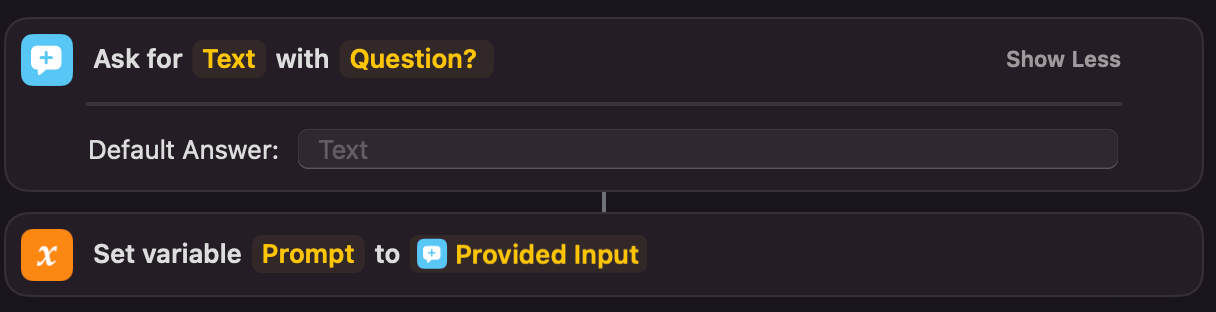 Ask for Text with Question? Show Less
Default Answer: Text
x Set variable Prompt to Provided Input